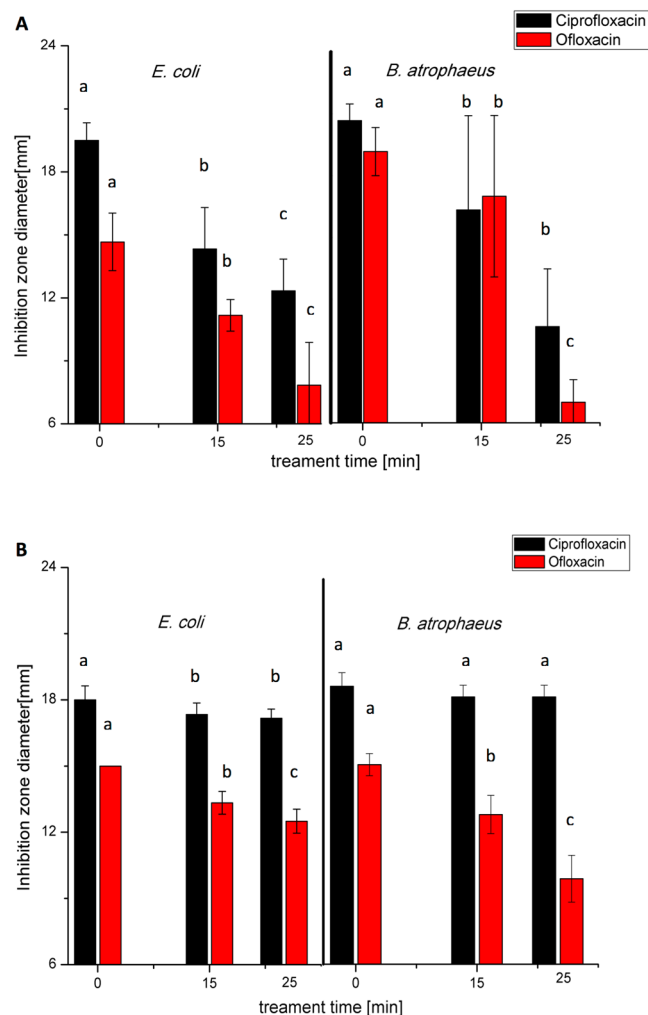 A
Ciprofloxacin
Ofloxacin
24
18
12
6
Inhibition zone diameter[mm]
E. coli
B. atrophaeus
a
a
b
b
c
c
a
a
b
b
b
c
0
15
25
0
15
25
treament time [min]
B
Ciprofloxacin
Ofloxacin
24
18
12
6
Inhibition zone diameter[mm]
E. coli
B. atrophaeus
a
a
b
b
b
c
a
a
a
b
a
c
0
15
25
0
15
25
treament time [min]